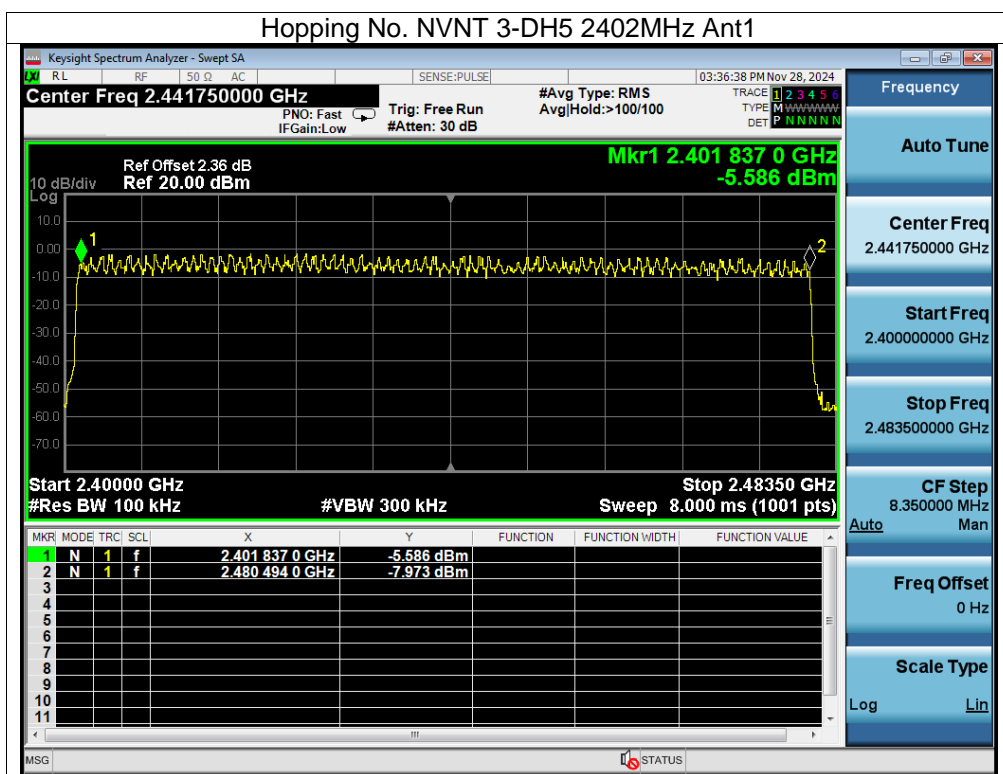 Hopping No. NVNT 3-DH5 2402MHz Ant1
Keysight Spectrum Analyzer - Swept SA
LXI RL RF 50 Ω AC SENSE:PULSE 03:36:38 PM Nov 28, 2024
Center Freq 2.441750000 GHz #Avg Type: RMS TRACE 1 2 3 4 5 6
PNO: Fast Trig: Free Run Avg|Hold:>100/100 TYPE M WWWWW
IFGain:Low #Atten: 30 dB DET P N N N N N
Ref Offset 2.36 dB Mkr1 2.401 837 0 GHz
10 dB/div Ref 20.00 dBm -5.586 dBm
Log
10.0
0.00
-10.0
-20.0
-30.0
-40.0
-50.0
-60.0
-70.0
1
2
Start 2.40000 GHz Stop 2.48350 GHz
#Res BW 100 kHz #VBW 300 kHz Sweep 8.000 ms (1001 pts)
MKR MODE TRC SCL X Y FUNCTION FUNCTION WIDTH FUNCTION VALUE
1 N 1 f 2.401 837 0 GHz -5.586 dBm
2 N 1 f 2.480 494 0 GHz -7.973 dBm
3
4
5
6
7
8
9
10
11
MSG STATUS
Frequency
Auto Tune
Center Freq
2.441750000 GHz
Start Freq
2.400000000 GHz
Stop Freq
2.483500000 GHz
CF Step
8.350000 MHz
Auto Man
Freq Offset
0 Hz
Scale Type
Log Lin